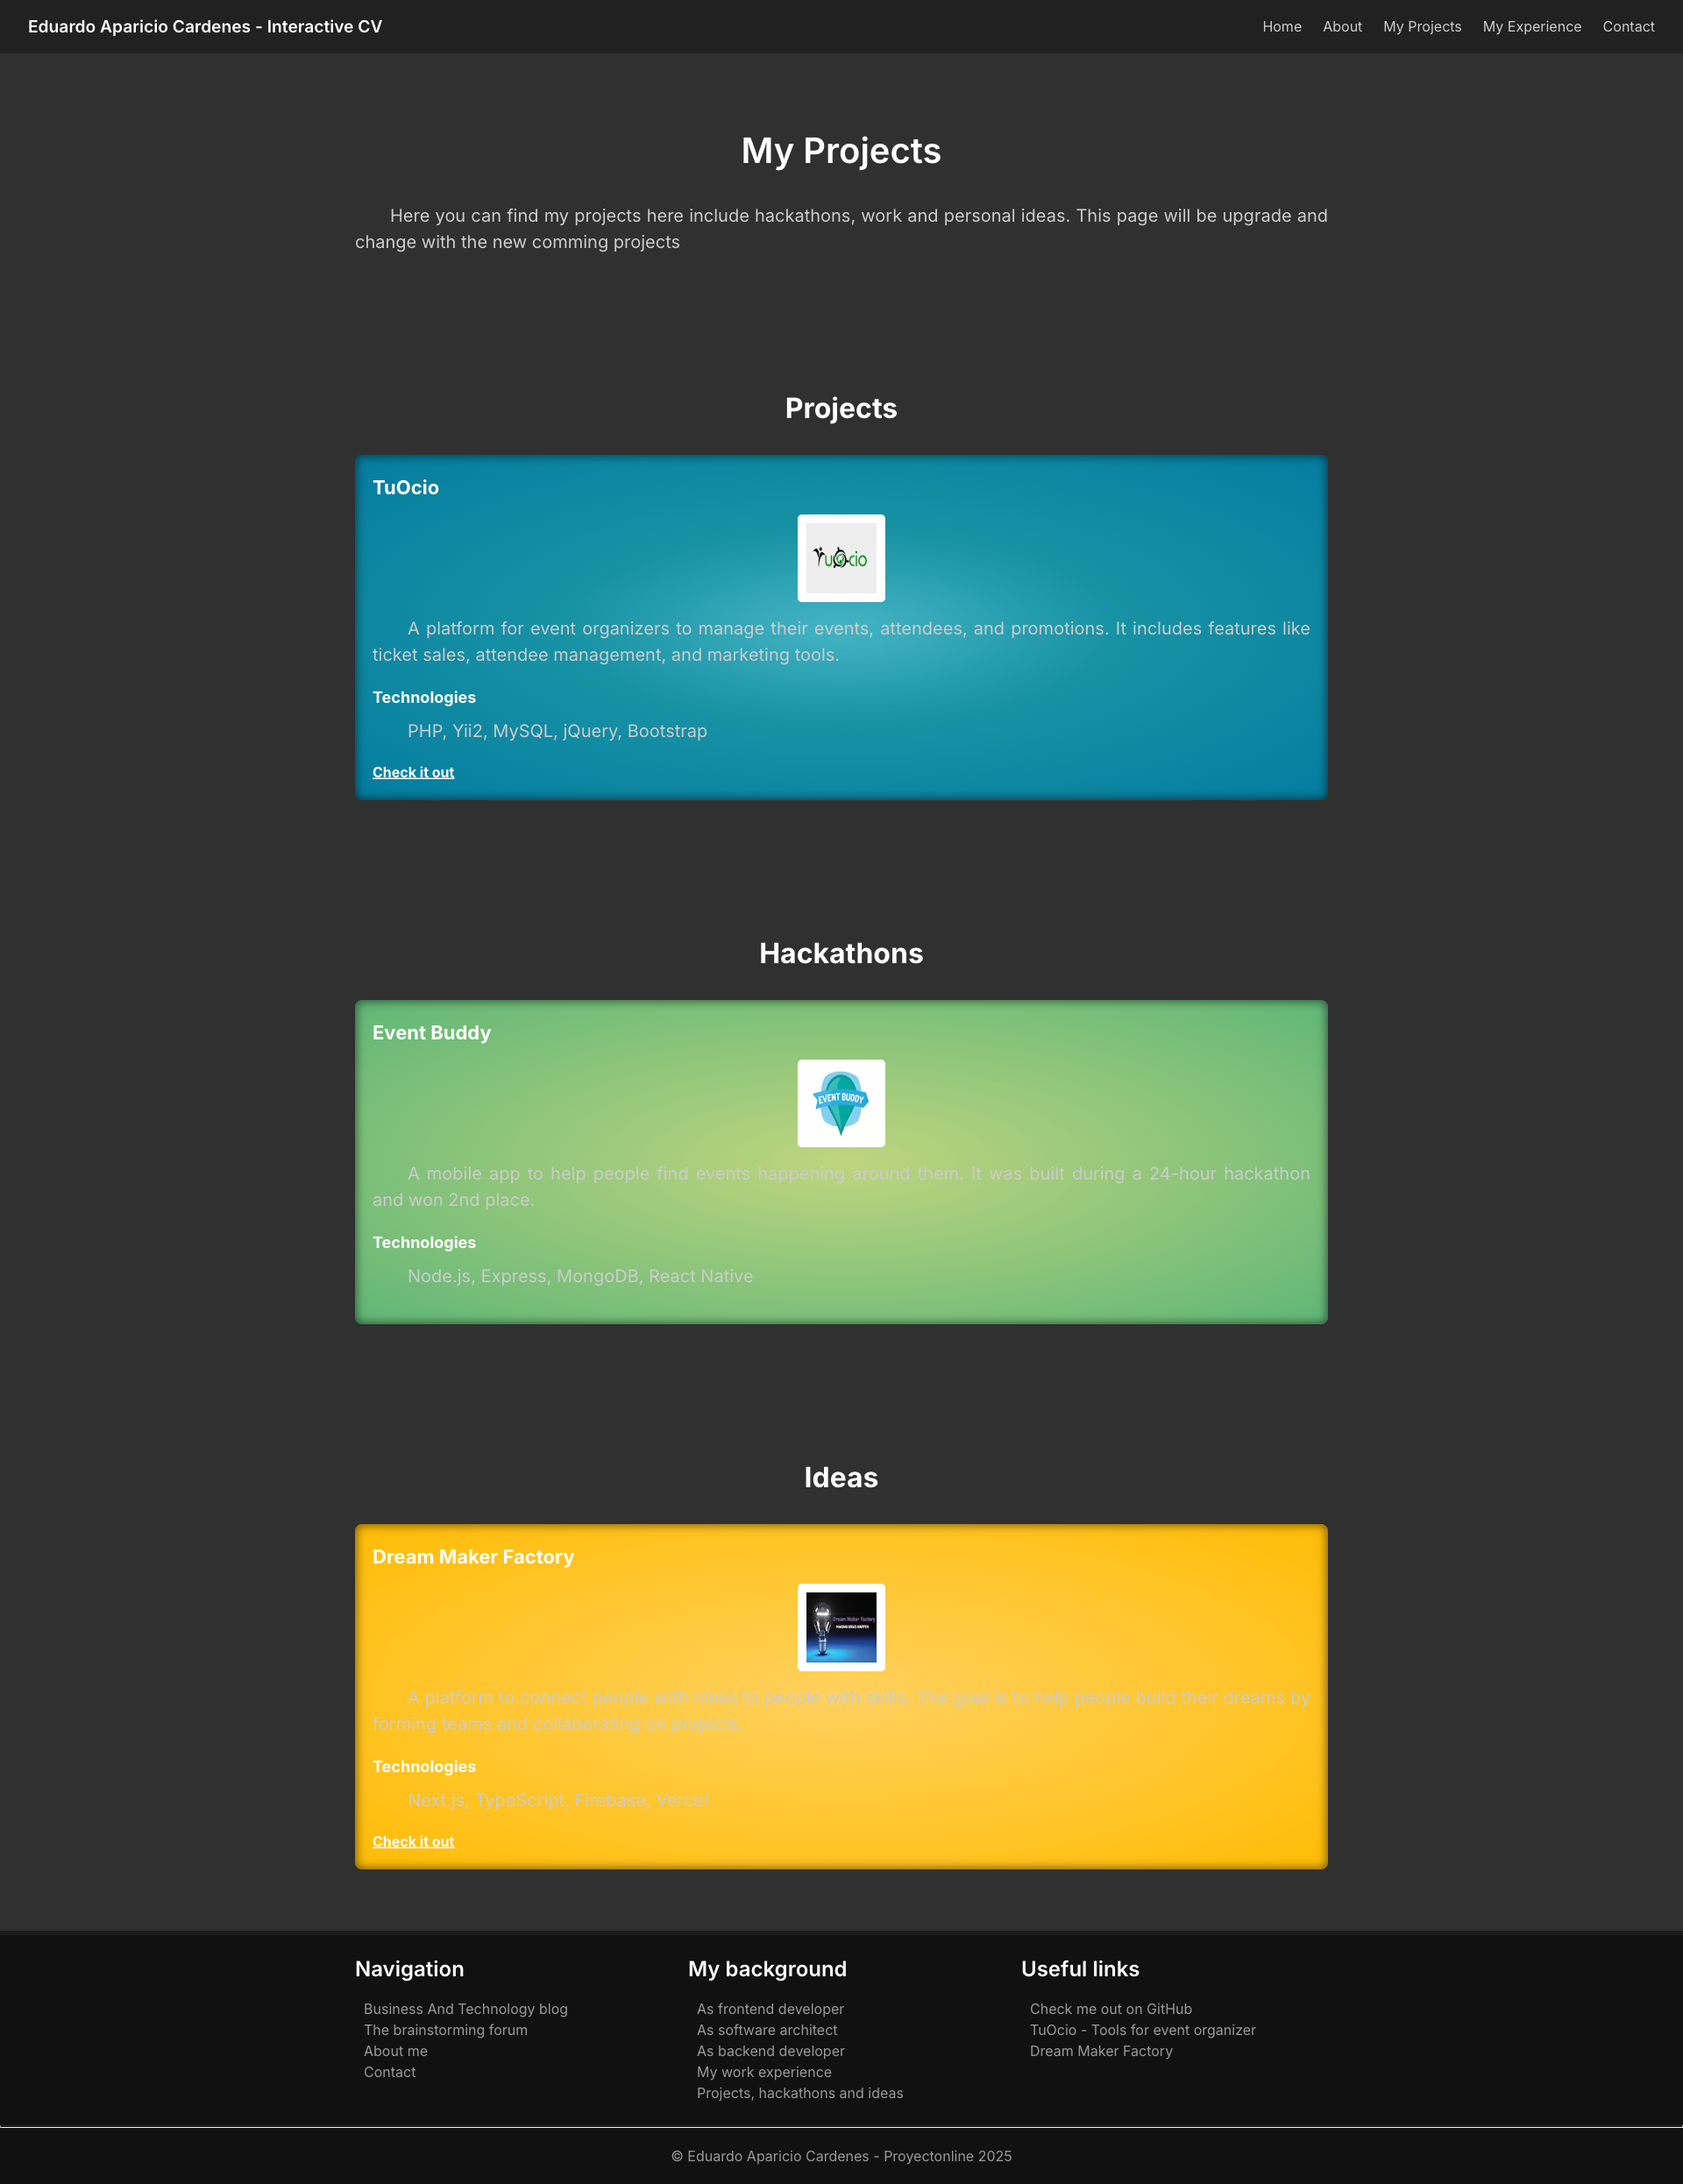 Eduardo Aparicio Cardenes - Interactive CV
Home About My Projects My Experience Contact
My Projects
Here you can find my projects here include hackathons, work and personal ideas. This page will be upgrade and
change with the new comming projects
Projects
TuOcio
TuOcio
A platform for event organizers to manage their events, attendees, and promotions. It includes features like
ticket sales, attendee management, and marketing tools.
Technologies
PHP, Yii2, MySQL, jQuery, Bootstrap
Check it out
Hackathons
Event Buddy
EVENT BUDDY
A mobile app to help people find events happening around them. It was built during a 24-hour hackathon
and won 2nd place.
Technologies
Node.js, Express, MongoDB, React Native
Ideas
Dream Maker Factory
Dream Maker Factory
MAKING IDEAS HAPPEN
A platform to connect people with ideas to people with skills. The goal is to help people build their dreams by
forming teams and collaborating on projects.
Technologies
Next.js, TypeScript, Firebase, Vercel
Check it out
Navigation
Business And Technology blog
The brainstorming forum
About me
Contact
My background
As frontend developer
As software architect
As backend developer
My work experience
Projects, hackathons and ideas
Useful links
Check me out on GitHub
TuOcio - Tools for event organizer
Dream Maker Factory
© Eduardo Aparicio Cardenes - Proyectonline 2025